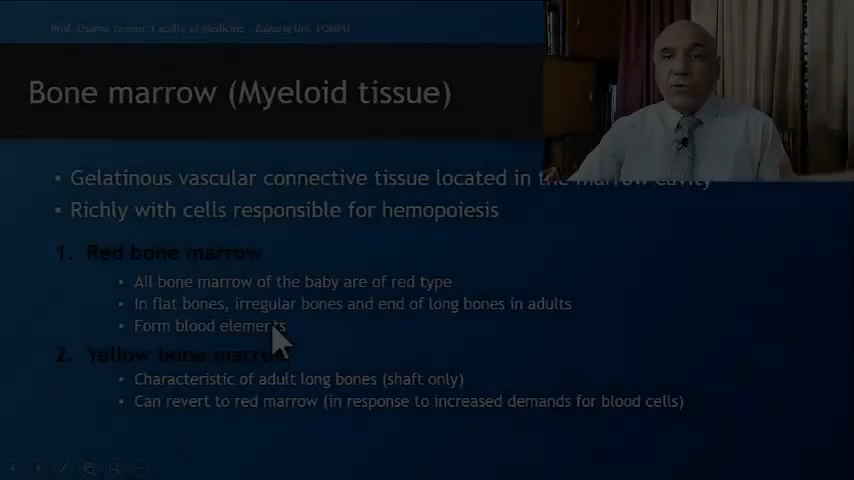 Prof. Osama Yassen, Faculty of Medicine, Zagazig Uni.
Bone marrow (Myeloid tissue)
• Gelatinous vascular connective tissue located in the marrow cavity
• Richly with cells responsible for hemopoiesis
1. Red bone marrow
• All bone marrow of the baby are of red type
• In flat bones, irregular bones and end of long bones in adults
• Form blood elements
2. Yellow bone marrow
• Characteristic of adult long bones (shaft only)
• Can revert to red marrow (in response to increased demands for blood cells)